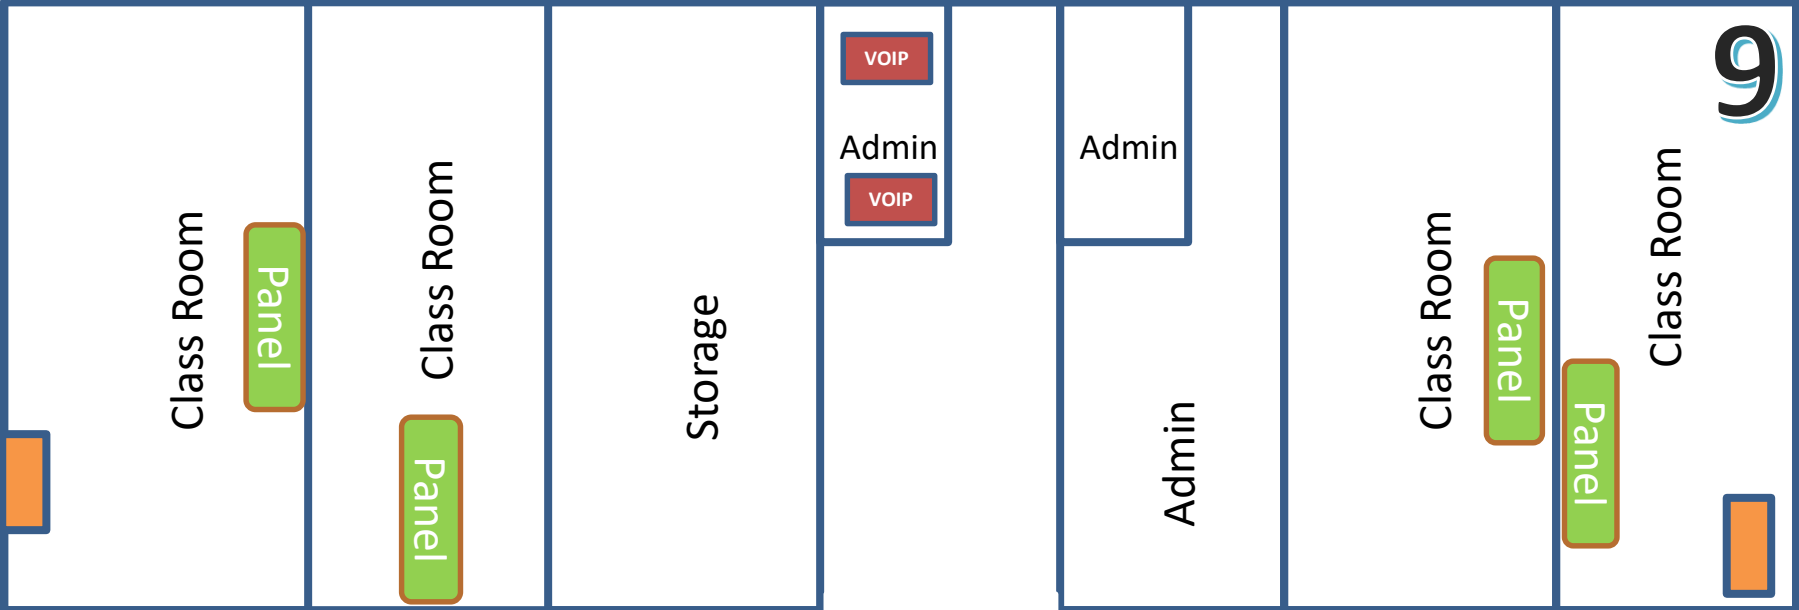 9
VOIP
Admin
VOIP
Admin
Class Room
Panel
Class Room
Panel
Storage
Admin
Class Room
Panel
Class Room
Panel